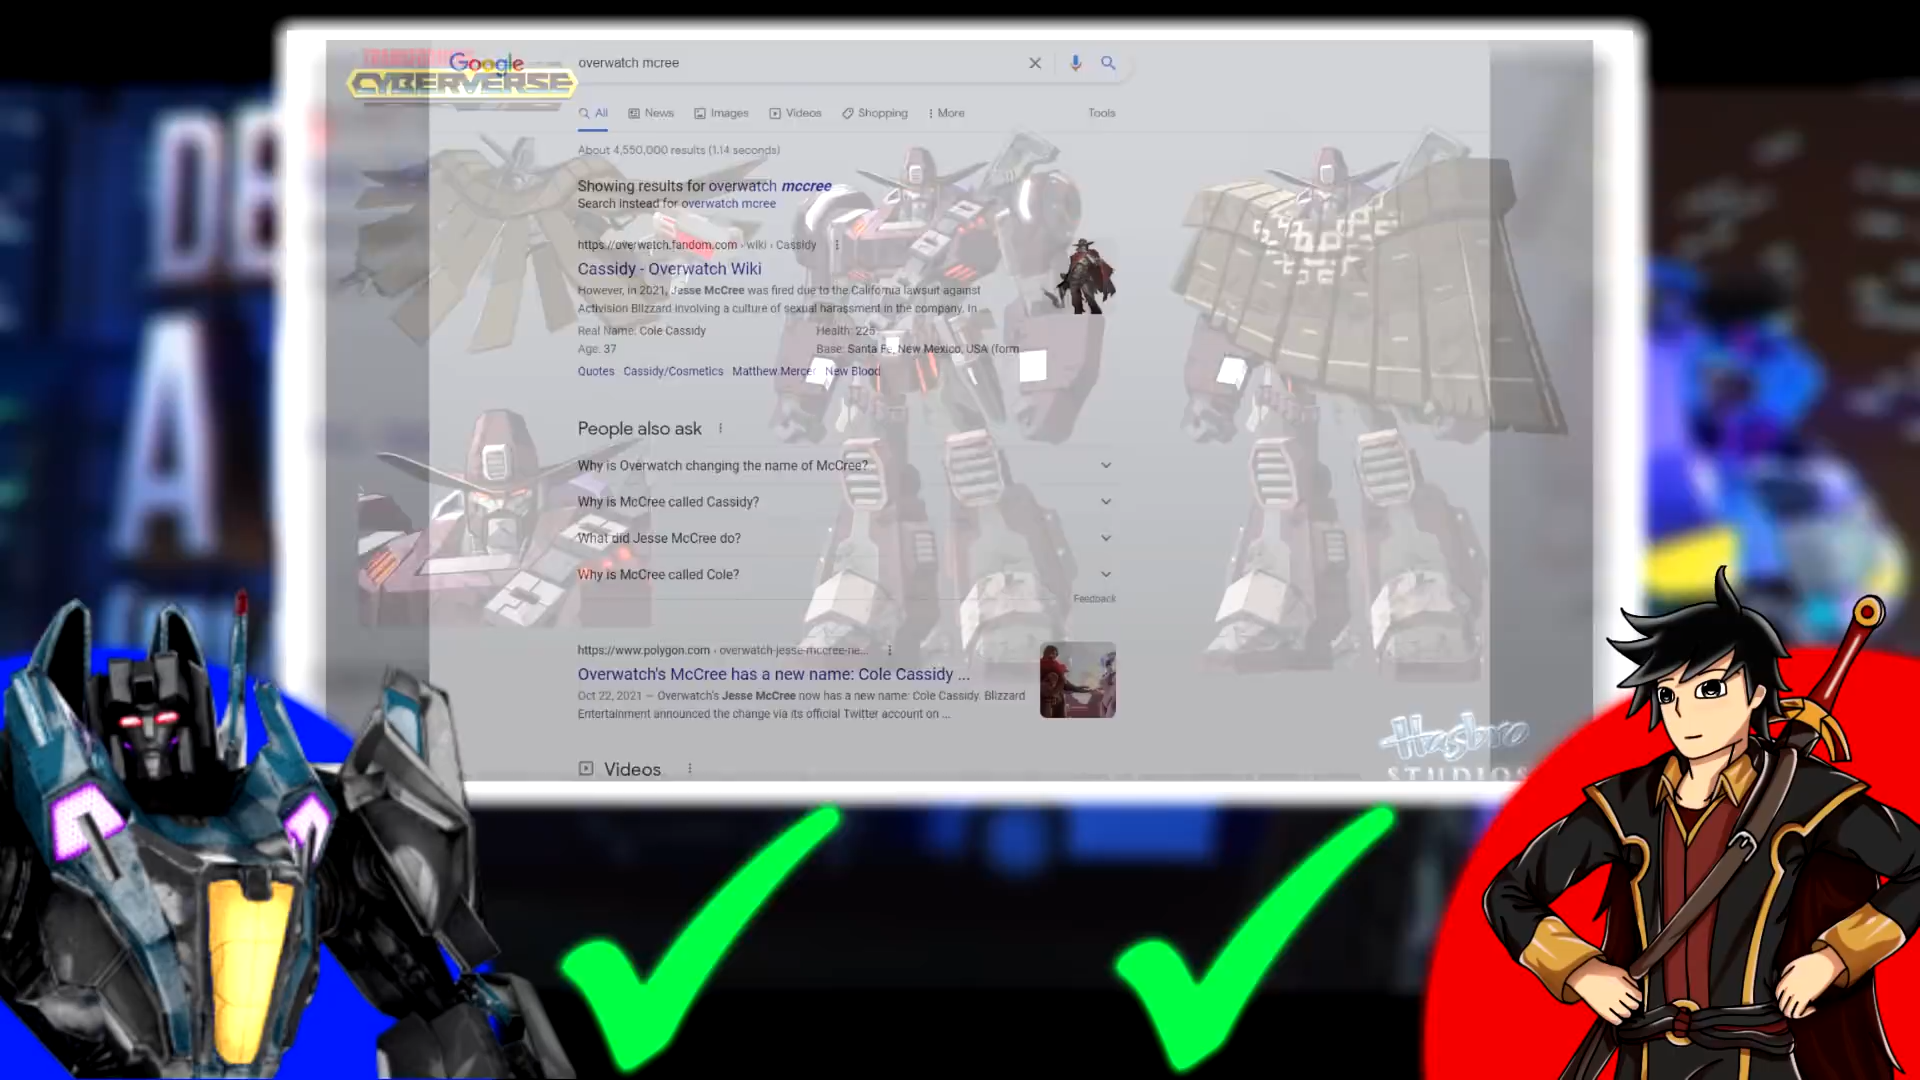 TRANSFORMERS
Google
CYBERVERSE
overwatch mcree
All
News
Images
Videos
Shopping
More
Tools
About 4,550,000 results (1.14 seconds)
Showing results for overwatch mccree
Search instead for overwatch mcree
https://overwatch.fandom.com › wiki › Cassidy
Cassidy - Overwatch Wiki
However, in 2021, Jesse McCree was fired due to the California lawsuit against
Activision Blizzard involving a culture of sexual harassment in the company. In
Real Name: Cole Cassidy
Health: 225
Age: 37
Base: Santa Fe, New Mexico, USA (form...
Quotes
Cassidy/Cosmetics
Matthew Mercer
New Blood
People also ask
Why is Overwatch changing the name of McCree?
Why is McCree called Cassidy?
What did Jesse McCree do?
Why is McCree called Cole?
Feedback
https://www.polygon.com › overwatch-jesse-mccree-ne...
Overwatch's McCree has a new name: Cole Cassidy ...
Oct 22, 2021 — Overwatch's Jesse McCree now has a new name: Cole Cassidy. Blizzard
Entertainment announced the change via its official Twitter account on ...
Videos
Hasbro
STUDIOS
DE
A